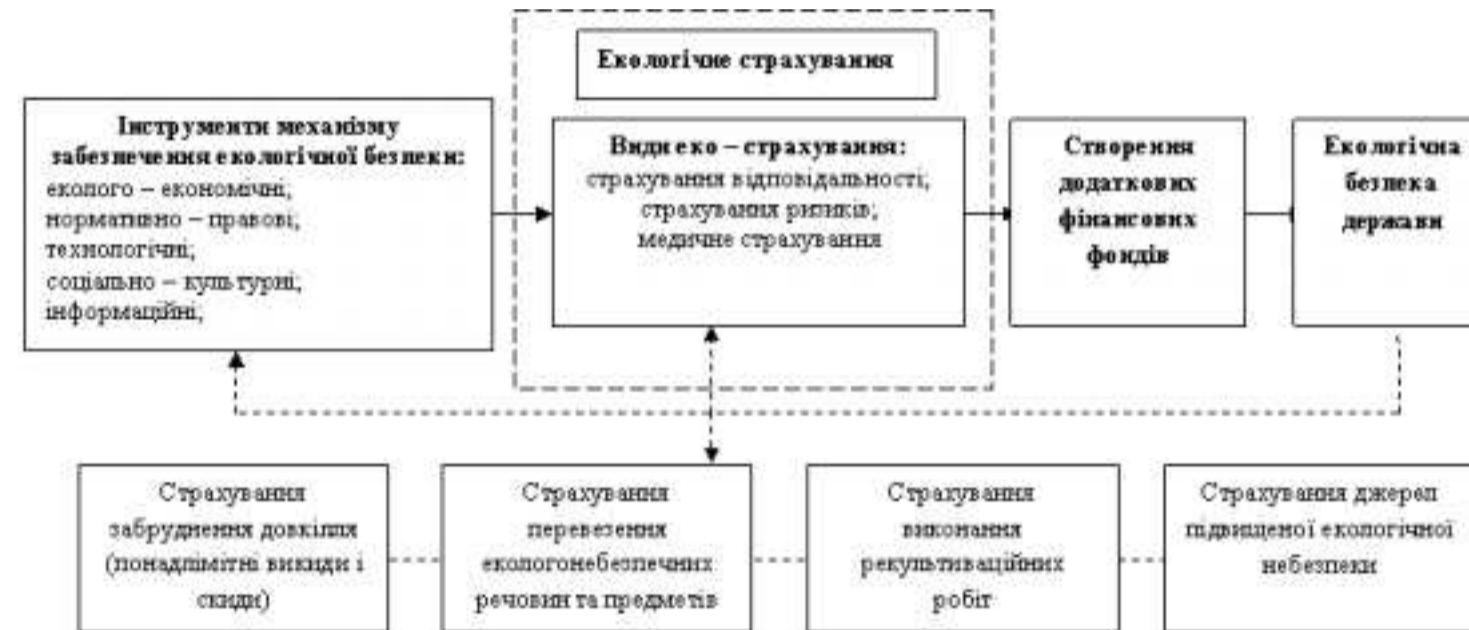 Екологічне страхування
Інструменти механізму
забезпечення екологічної безпеки:
еколого – економічні;
нормативно – правові;
технологічні;
соціально – культурні;
інформаційні;
Види еко – страхування:
страхування відповідальності;
страхування ризиків;
медичне страхування
Створення
додаткових
фінансових
фондів
Екологічна
безпека
держави
Страхування
забруднення довкілля
(понадлімітні викиди і
скиди)
Страхування
перевезення
екологонебезпечних
речовин та предметів
Страхування
виконання
рекультиваційних
робіт
Страхування джерел
підвищеної екологічної
небезпеки